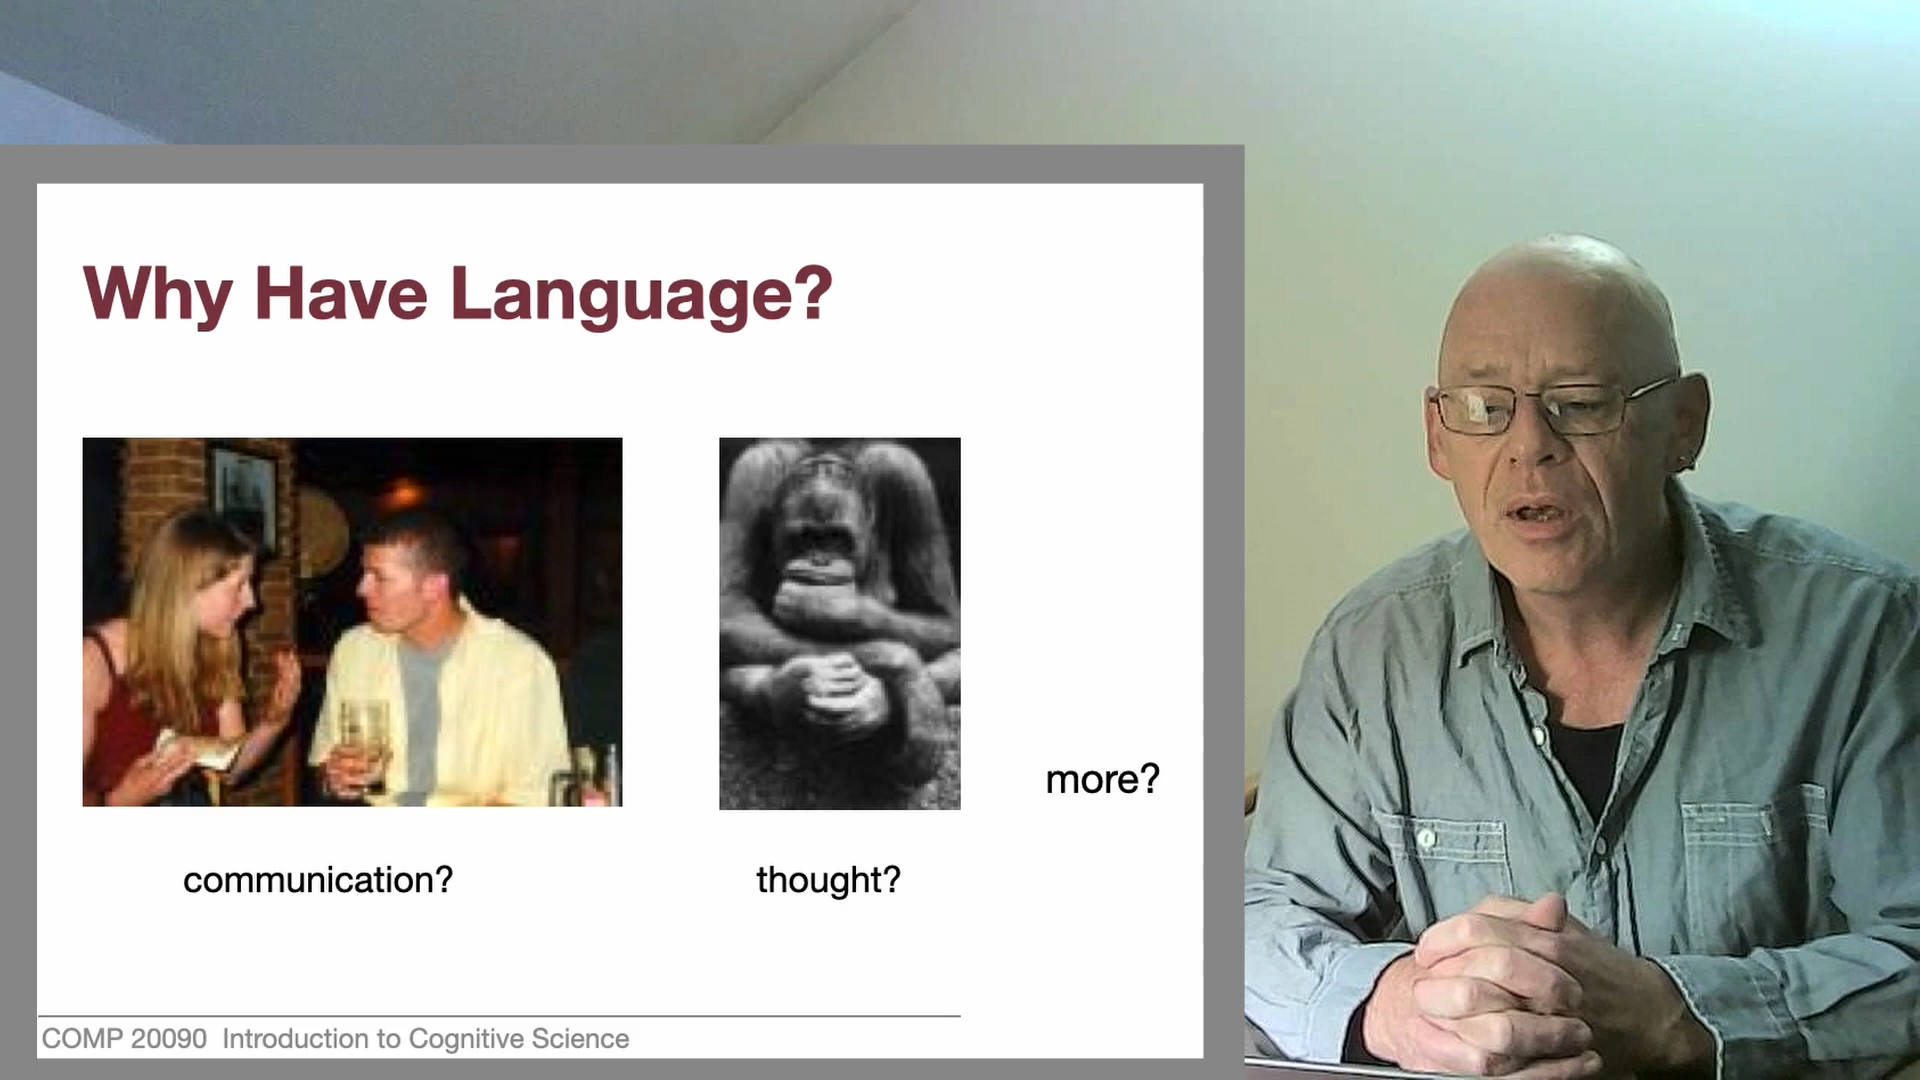 Why Have Language?
more?
communication?
thought?
COMP 20090 Introduction to Cognitive Science